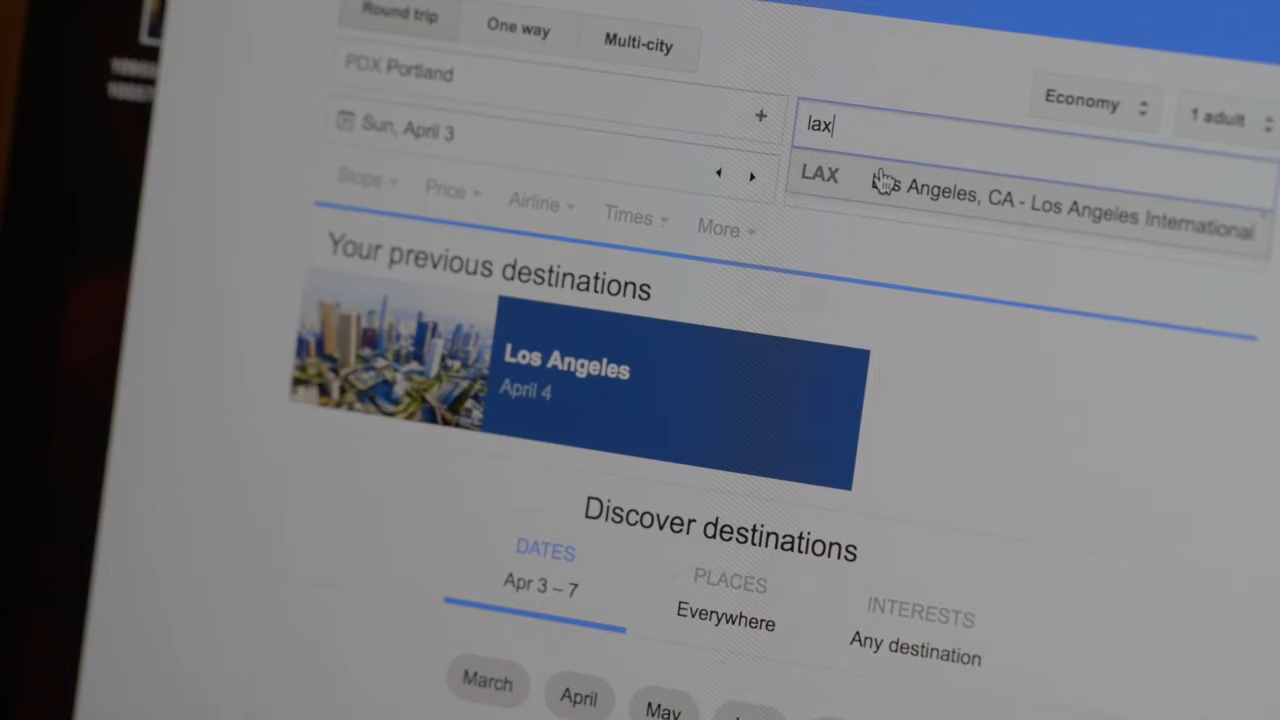 Round trip
One way
Multi-city
Economy
1 adult
PDX Portland
lax
Sun, April 3
LAX
Angeles, CA - Los Angeles International
Stops
Price
Airline
Times
More
Your previous destinations
Los Angeles
April 4
Discover destinations
DATES
PLACES
INTERESTS
Apr 3 – 7
Everywhere
Any destination
March
April
May